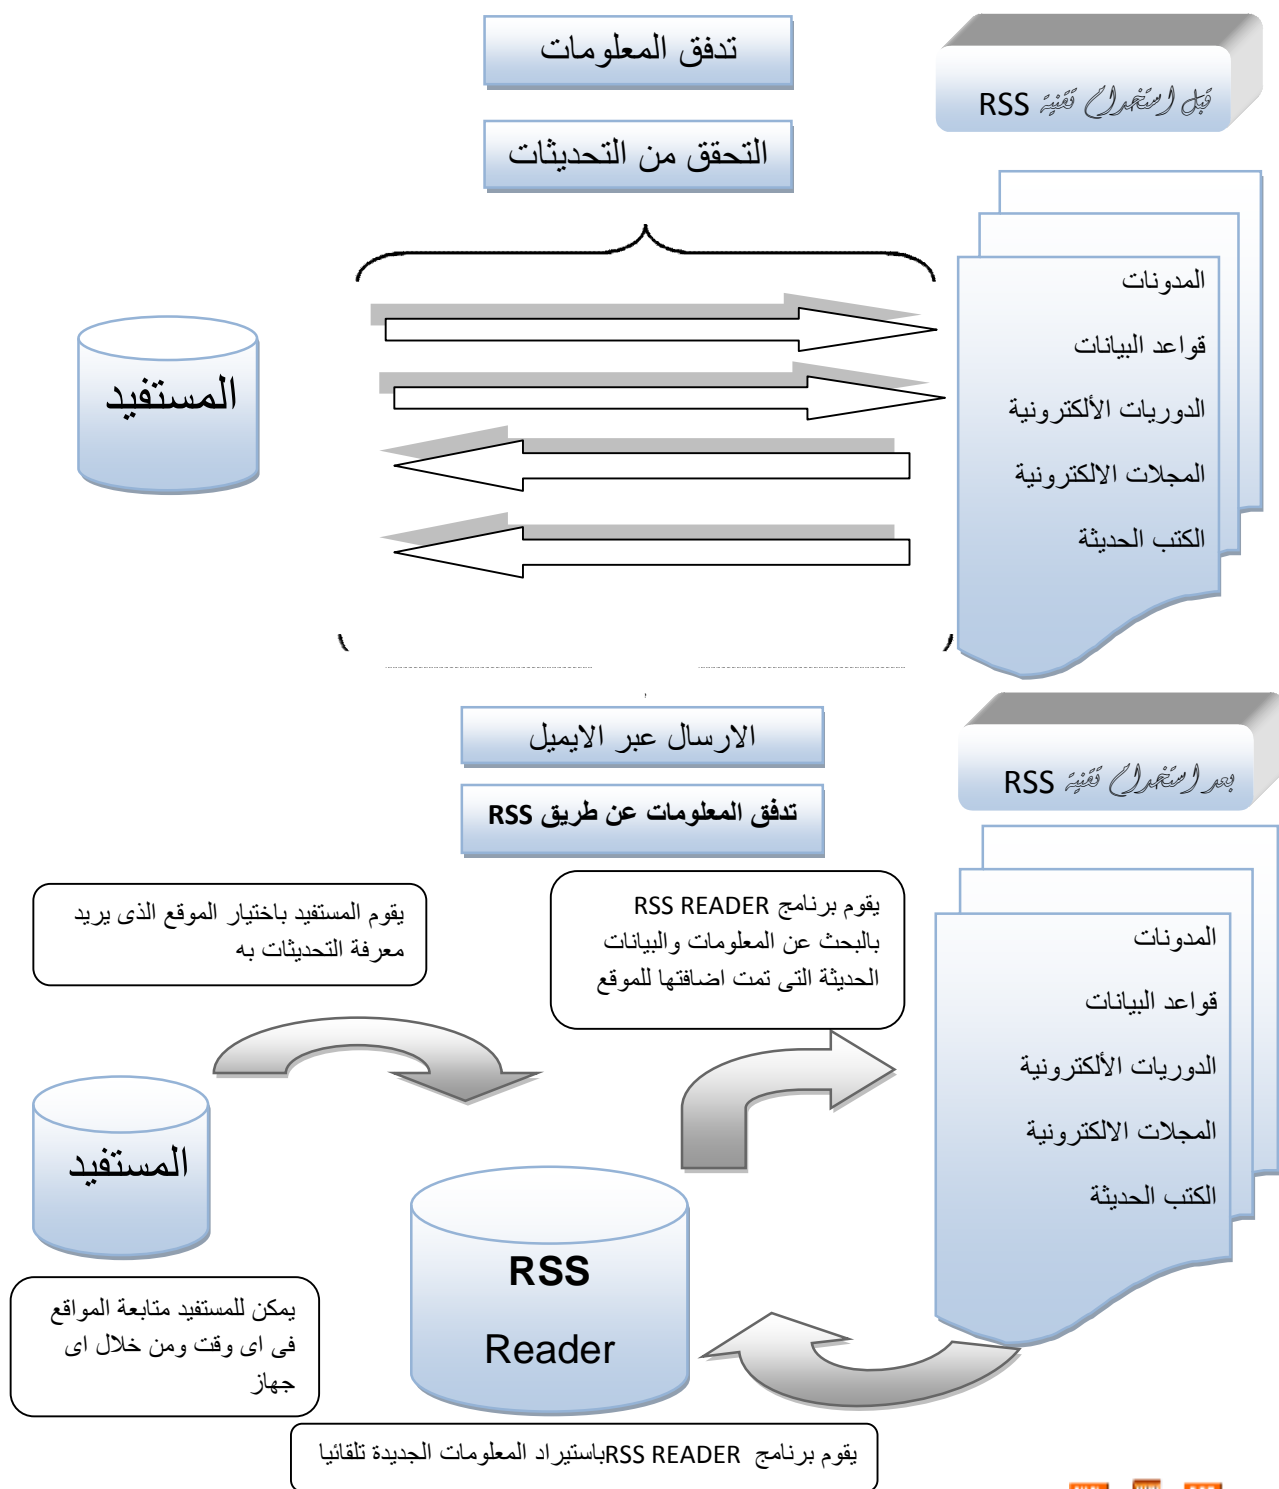 تدفق المعلومات
قبل استخدام تقنية RSS
التحقق من التحديثات
المدونات
قواعد البيانات
الدوريات الألكترونية
المجلات الالكترونية
الكتب الحديثة
المستفيد
الارسال عبر الايميل
بعد استخدام تقنية RSS
تدفق المعلومات عن طريق RSS
يقوم برنامج RSS READER
بالبحث عن المعلومات والبيانات
الحديثة التى تمت اضافتها للموقع
يقوم المستفيد باختيار الموقع الذى يريد
معرفة التحديثات به
المدونات
قواعد البيانات
الدوريات الألكترونية
المجلات الالكترونية
الكتب الحديثة
المستفيد
RSS
Reader
يمكن للمستفيد متابعة المواقع
فى اى وقت ومن خلال اى
جهاز
يقوم برنامج RSS READERباستيراد المعلومات الجديدة تلقائيا